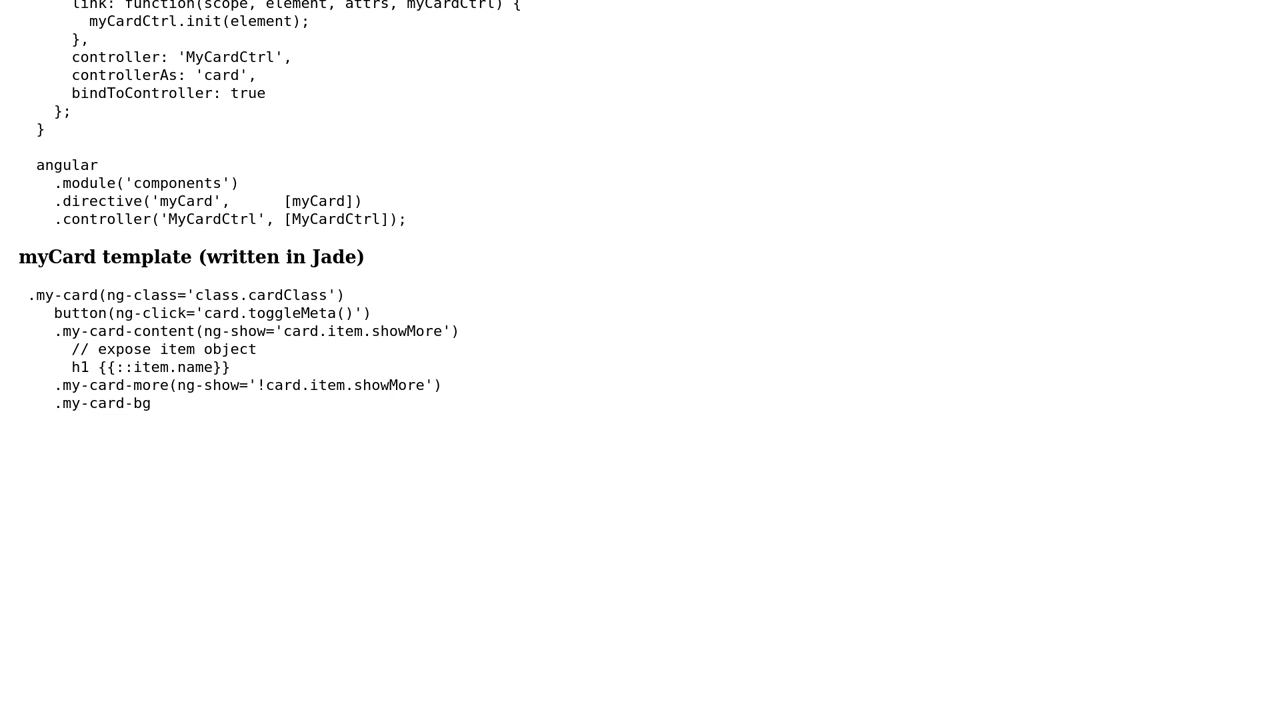 link: function(scope, element, attrs, myCardCtrl) {
myCardCtrl.init(element);
},
controller: 'MyCardCtrl',
controllerAs: 'card',
bindToController: true
};
}
angular
.module('components')
.directive('myCard',      [myCard])
.controller('MyCardCtrl', [MyCardCtrl]);
myCard template (written in Jade)
.my-card(ng-class='class.cardClass')
button(ng-click='card.toggleMeta()')
.my-card-content(ng-show='card.item.showMore')
// expose item object
h1 {{::item.name}}
.my-card-more(ng-show='!card.item.showMore')
.my-card-bg